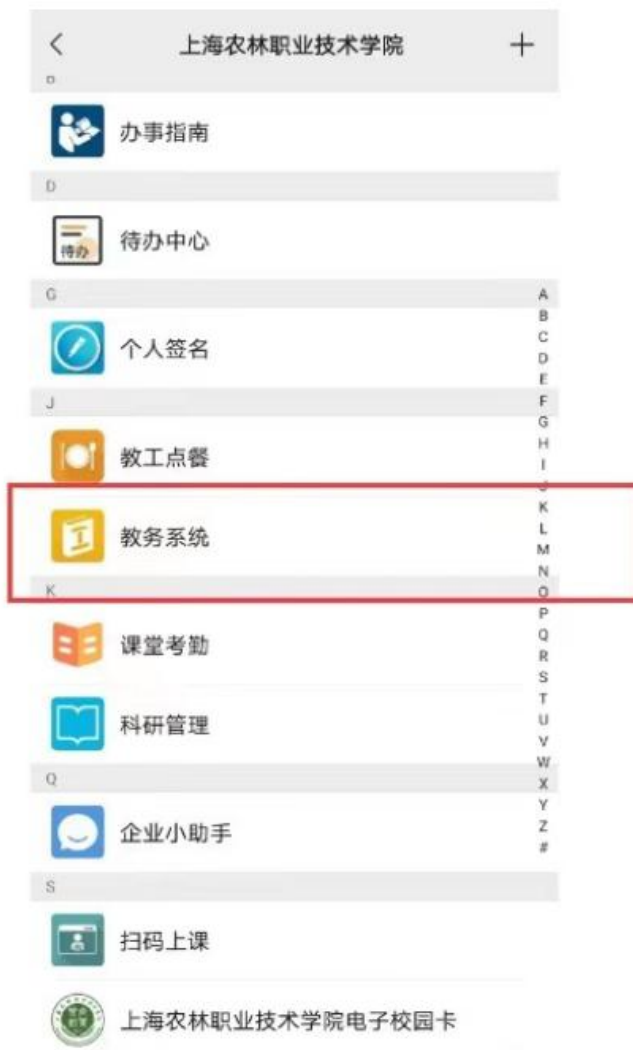 上海农林职业技术学院
办事指南
D
待办
待办中心
G
个人签名
J
教工点餐
教务系统
K
课堂考勤
科研管理
Q
企业小助手
S
扫码上课
上海农林职业技术学院电子校园卡
A
B
C
D
E
F
G
H
I
J
K
L
M
N
O
P
Q
R
S
T
U
V
W
X
Y
Z
#